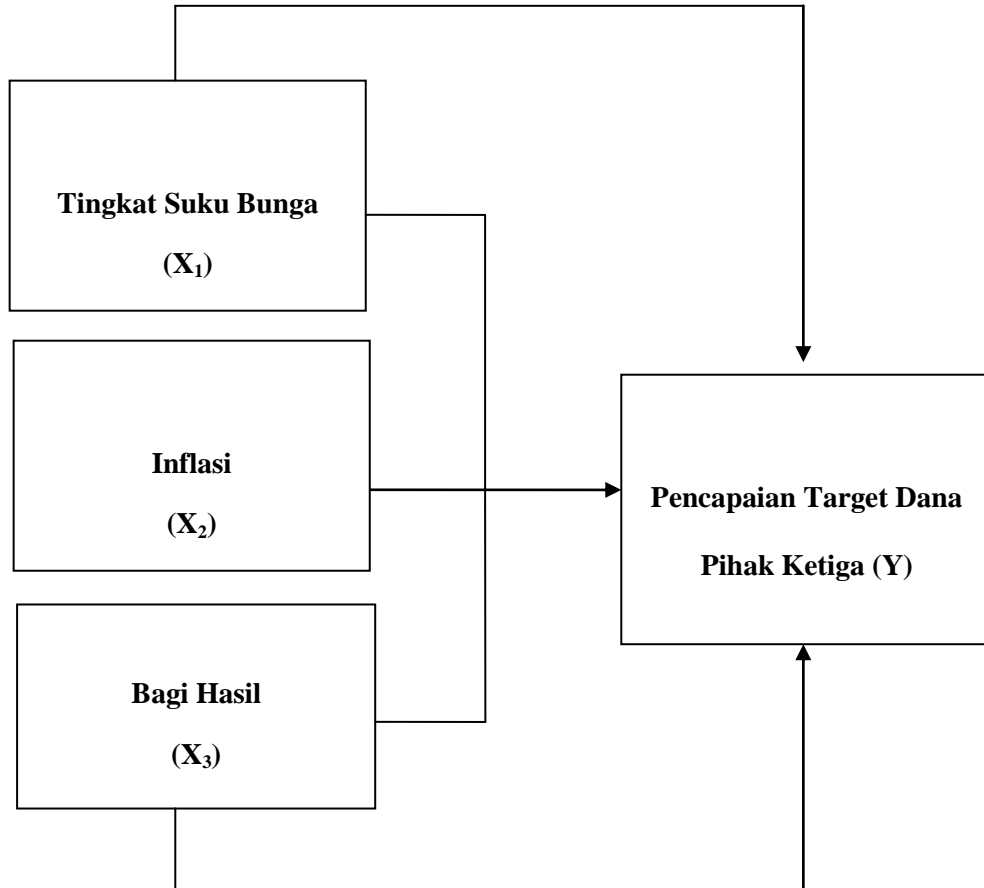 Tingkat Suku Bunga
(X₁)
Inflasi
(X₂)
Bagi Hasil
(X₃)
Pencapaian Target Dana
Pihak Ketiga (Y)